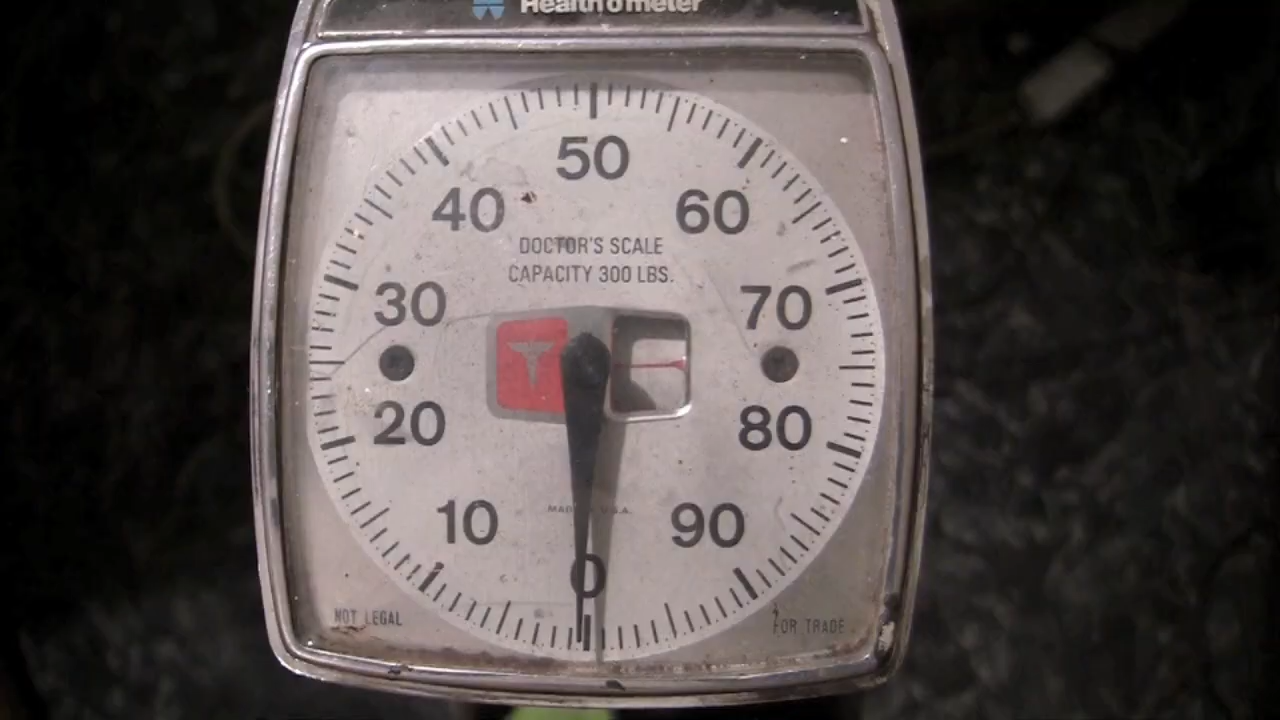 Health o meter
50
40 60
DOCTOR'S SCALE
CAPACITY 300 LBS.
30 70
20 80
MADE U.S.A.
10 90
0
NOT LEGAL FOR TRADE